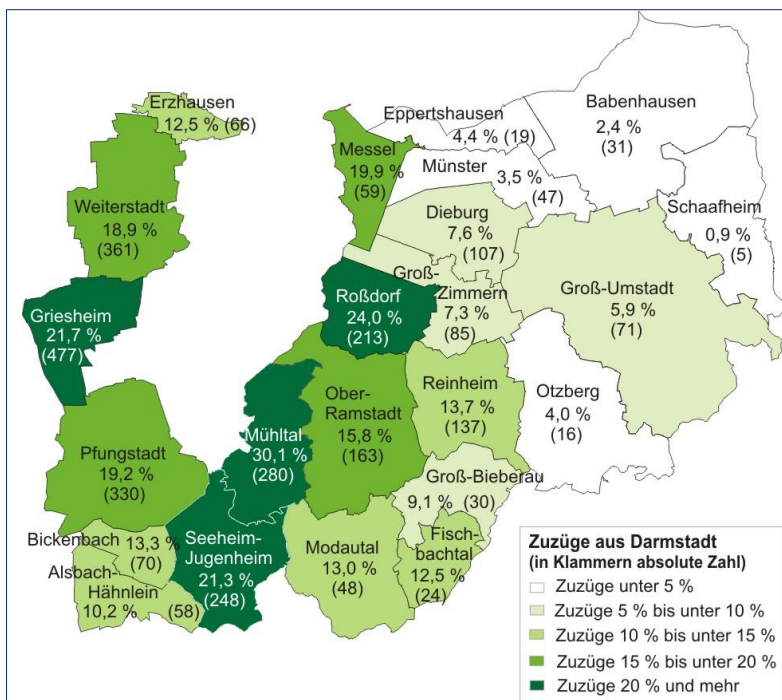 Erzhausen
12,5 % (66)
Eppertshausen
4,4 % (19)
Babenhausen
2,4 %
(31)
Messel
19,9 %
(59)
Münster
3,5 %
(47)
Weiterstadt
18,9 %
(361)
Dieburg
7,6 %
(107)
Schaafheim
0,9 %
(5)
Groß-
Zimmern
7,3 %
(85)
Groß-Umstadt
5,9 %
(71)
Griesheim
21,7 %
(477)
Roßdorf
24,0 %
(213)
Ober-
Ramstadt
15,8 %
(163)
Reinheim
13,7 %
(137)
Otzberg
4,0 %
(16)
Mühltal
30,1 %
(280)
Pfungstadt
19,2 %
(330)
Groß-Bieberau
9,1 % (30)
Bickenbach
13,3 %
(70)
Seeheim-
Jugenheim
21,3 %
(248)
Modautal
13,0 %
(48)
Fisch-
bachtal
12,5 %
(24)
Alsbach-
Hähnlein
10,2 % (58)
Zuzüge aus Darmstadt
(in Klammern absolute Zahl)
Zuzüge unter 5 %
Zuzüge 5 % bis unter 10 %
Zuzüge 10 % bis unter 15 %
Zuzüge 15 % bis unter 20 %
Zuzüge 20 % und mehr